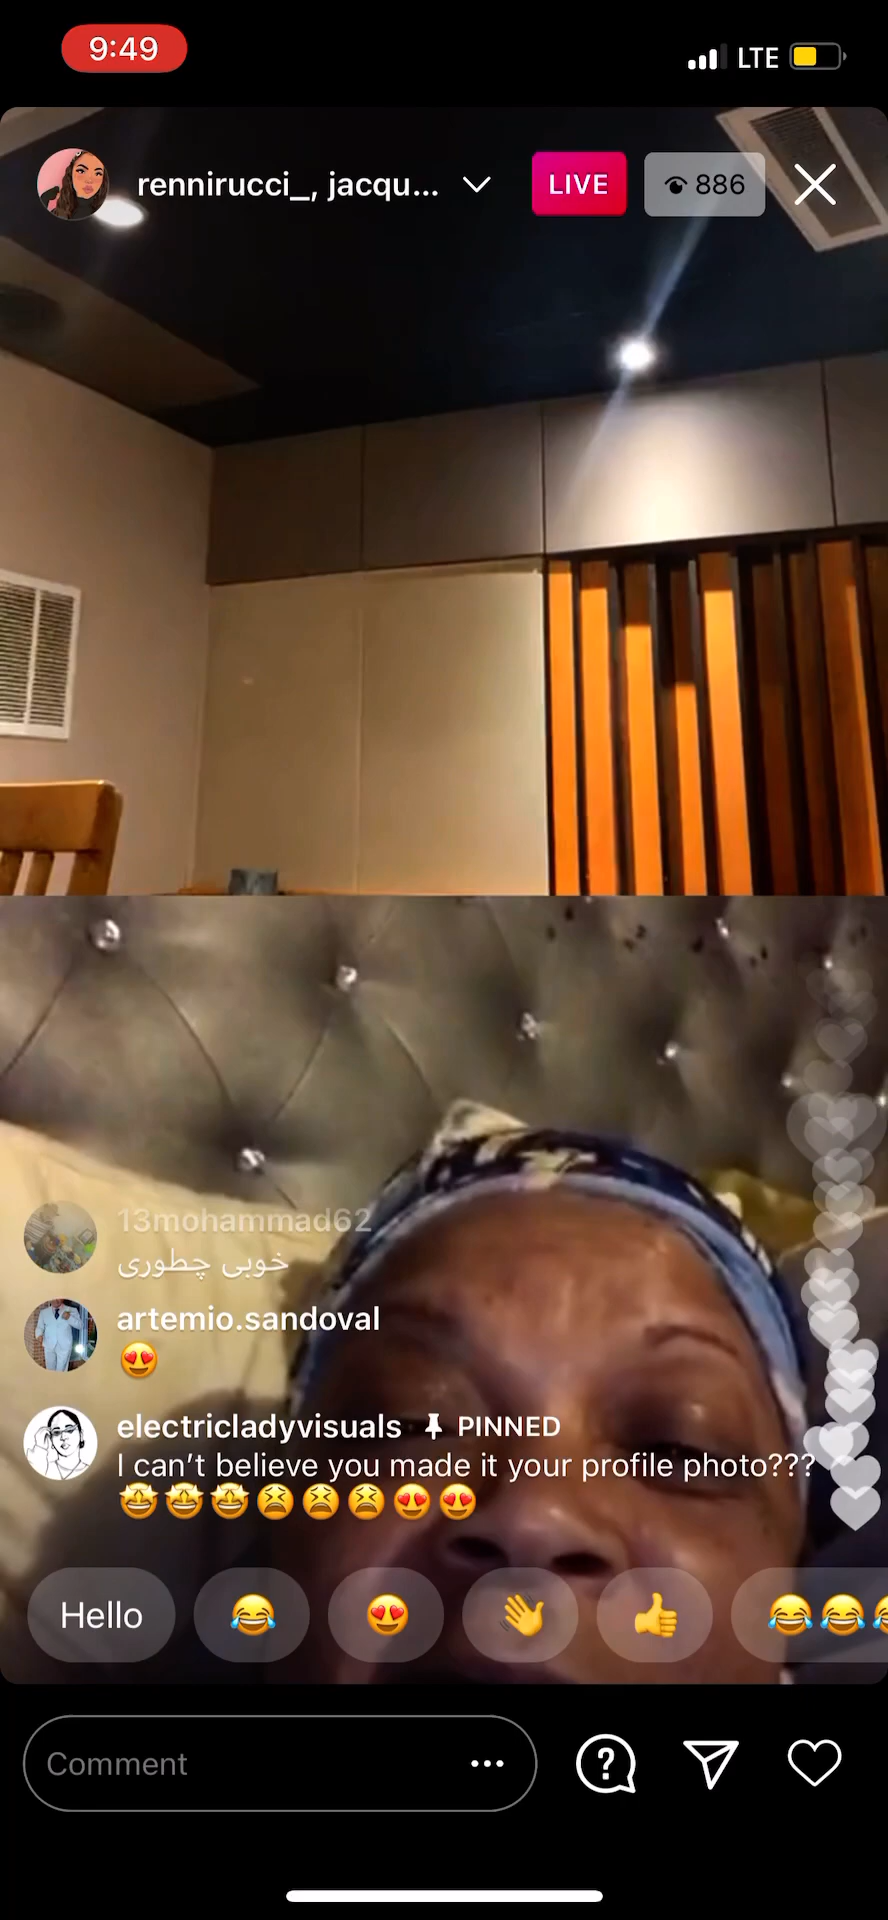 9:49
LTE
rennirucci_, jacqu...
LIVE
886
13mohammad62
خوبی چطوری
artemio.sandoval
😍
electricladyvisuals PINNED
I can’t believe you made it your profile photo???
🤩🤩🤩😫😫😫😍😍
Hello 😂 😍 👋 👍 😂😂
Comment